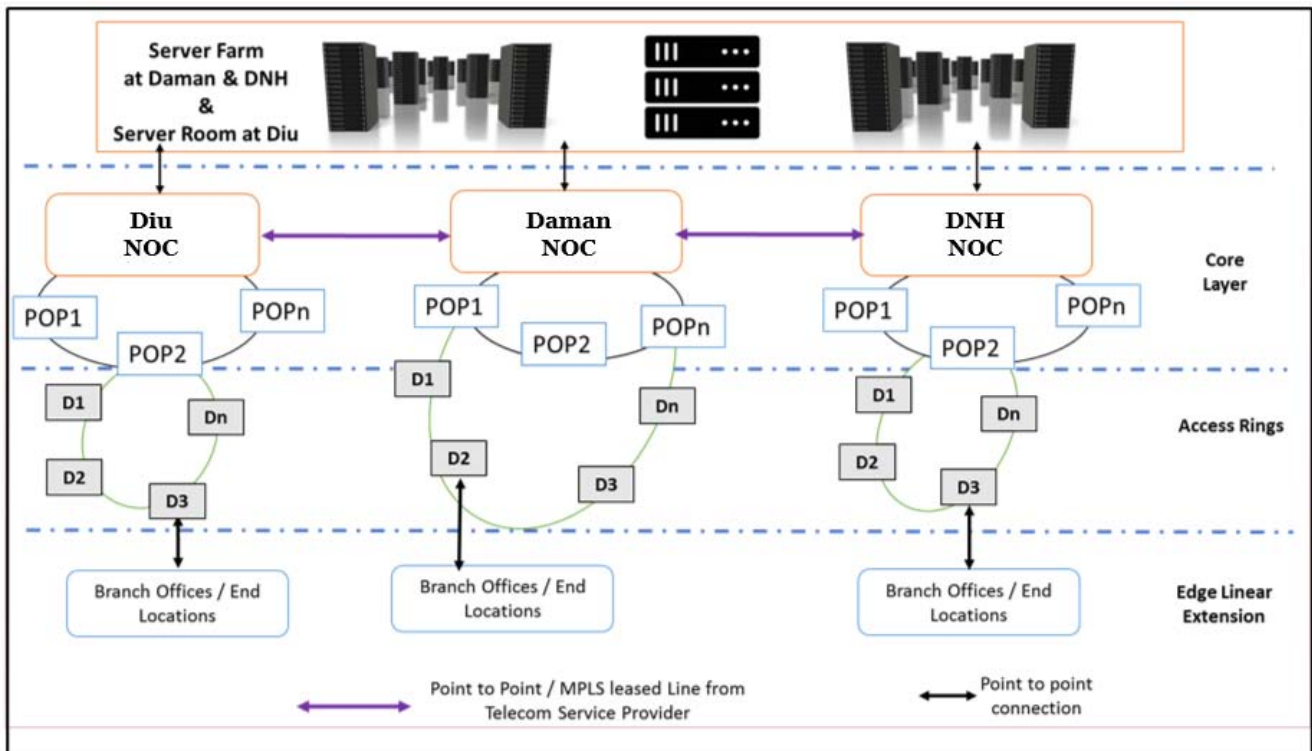 Server Farm
at Daman & DNH
&
Server Room at Diu
Diu
NOC
Daman
NOC
DNH
NOC
Core
Layer
POP1
POP2
POPn
POP1
POP2
POPn
POP1
POP2
POPn
D1
D2
D3
Dn
D1
D2
D3
Dn
D1
D2
D3
Dn
Access Rings
Branch Offices / End
Locations
Branch Offices / End
Locations
Branch Offices / End
Locations
Edge Linear
Extension
Point to Point / MPLS leased Line from
Telecom Service Provider
Point to point
connection